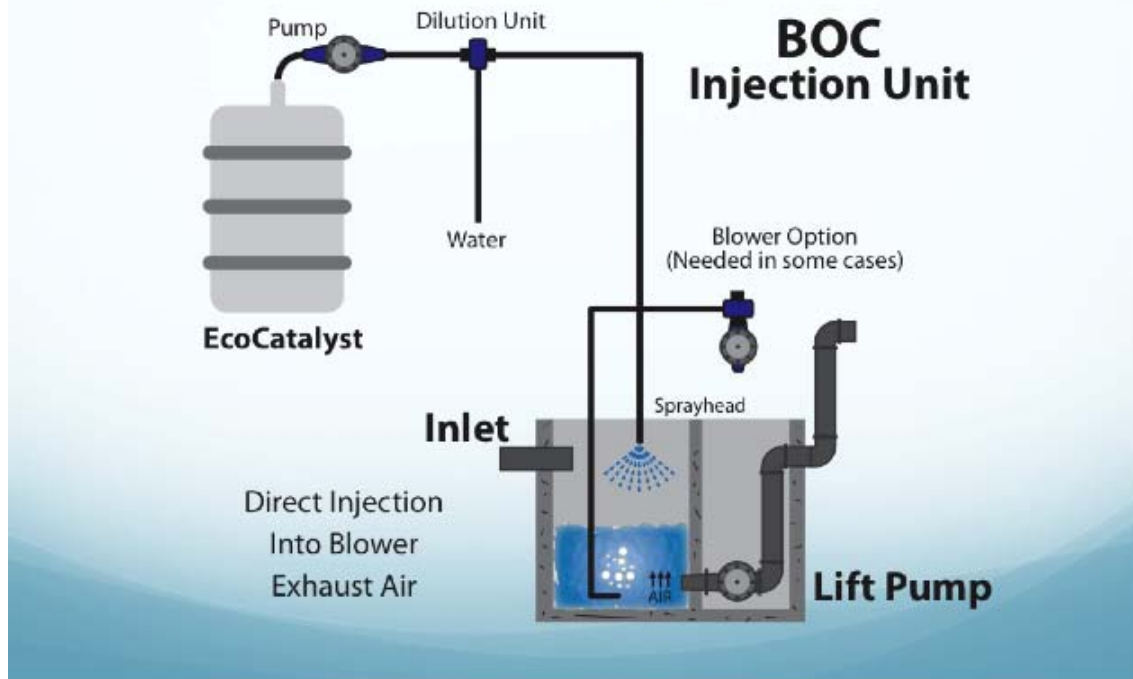 BOC
Injection Unit
Pump
Dilution Unit
Water
EcoCatalyst
Blower Option
(Needed in some cases)
Sprayhead
Inlet
Direct Injection
Into Blower
Exhaust Air
AIR
Lift Pump